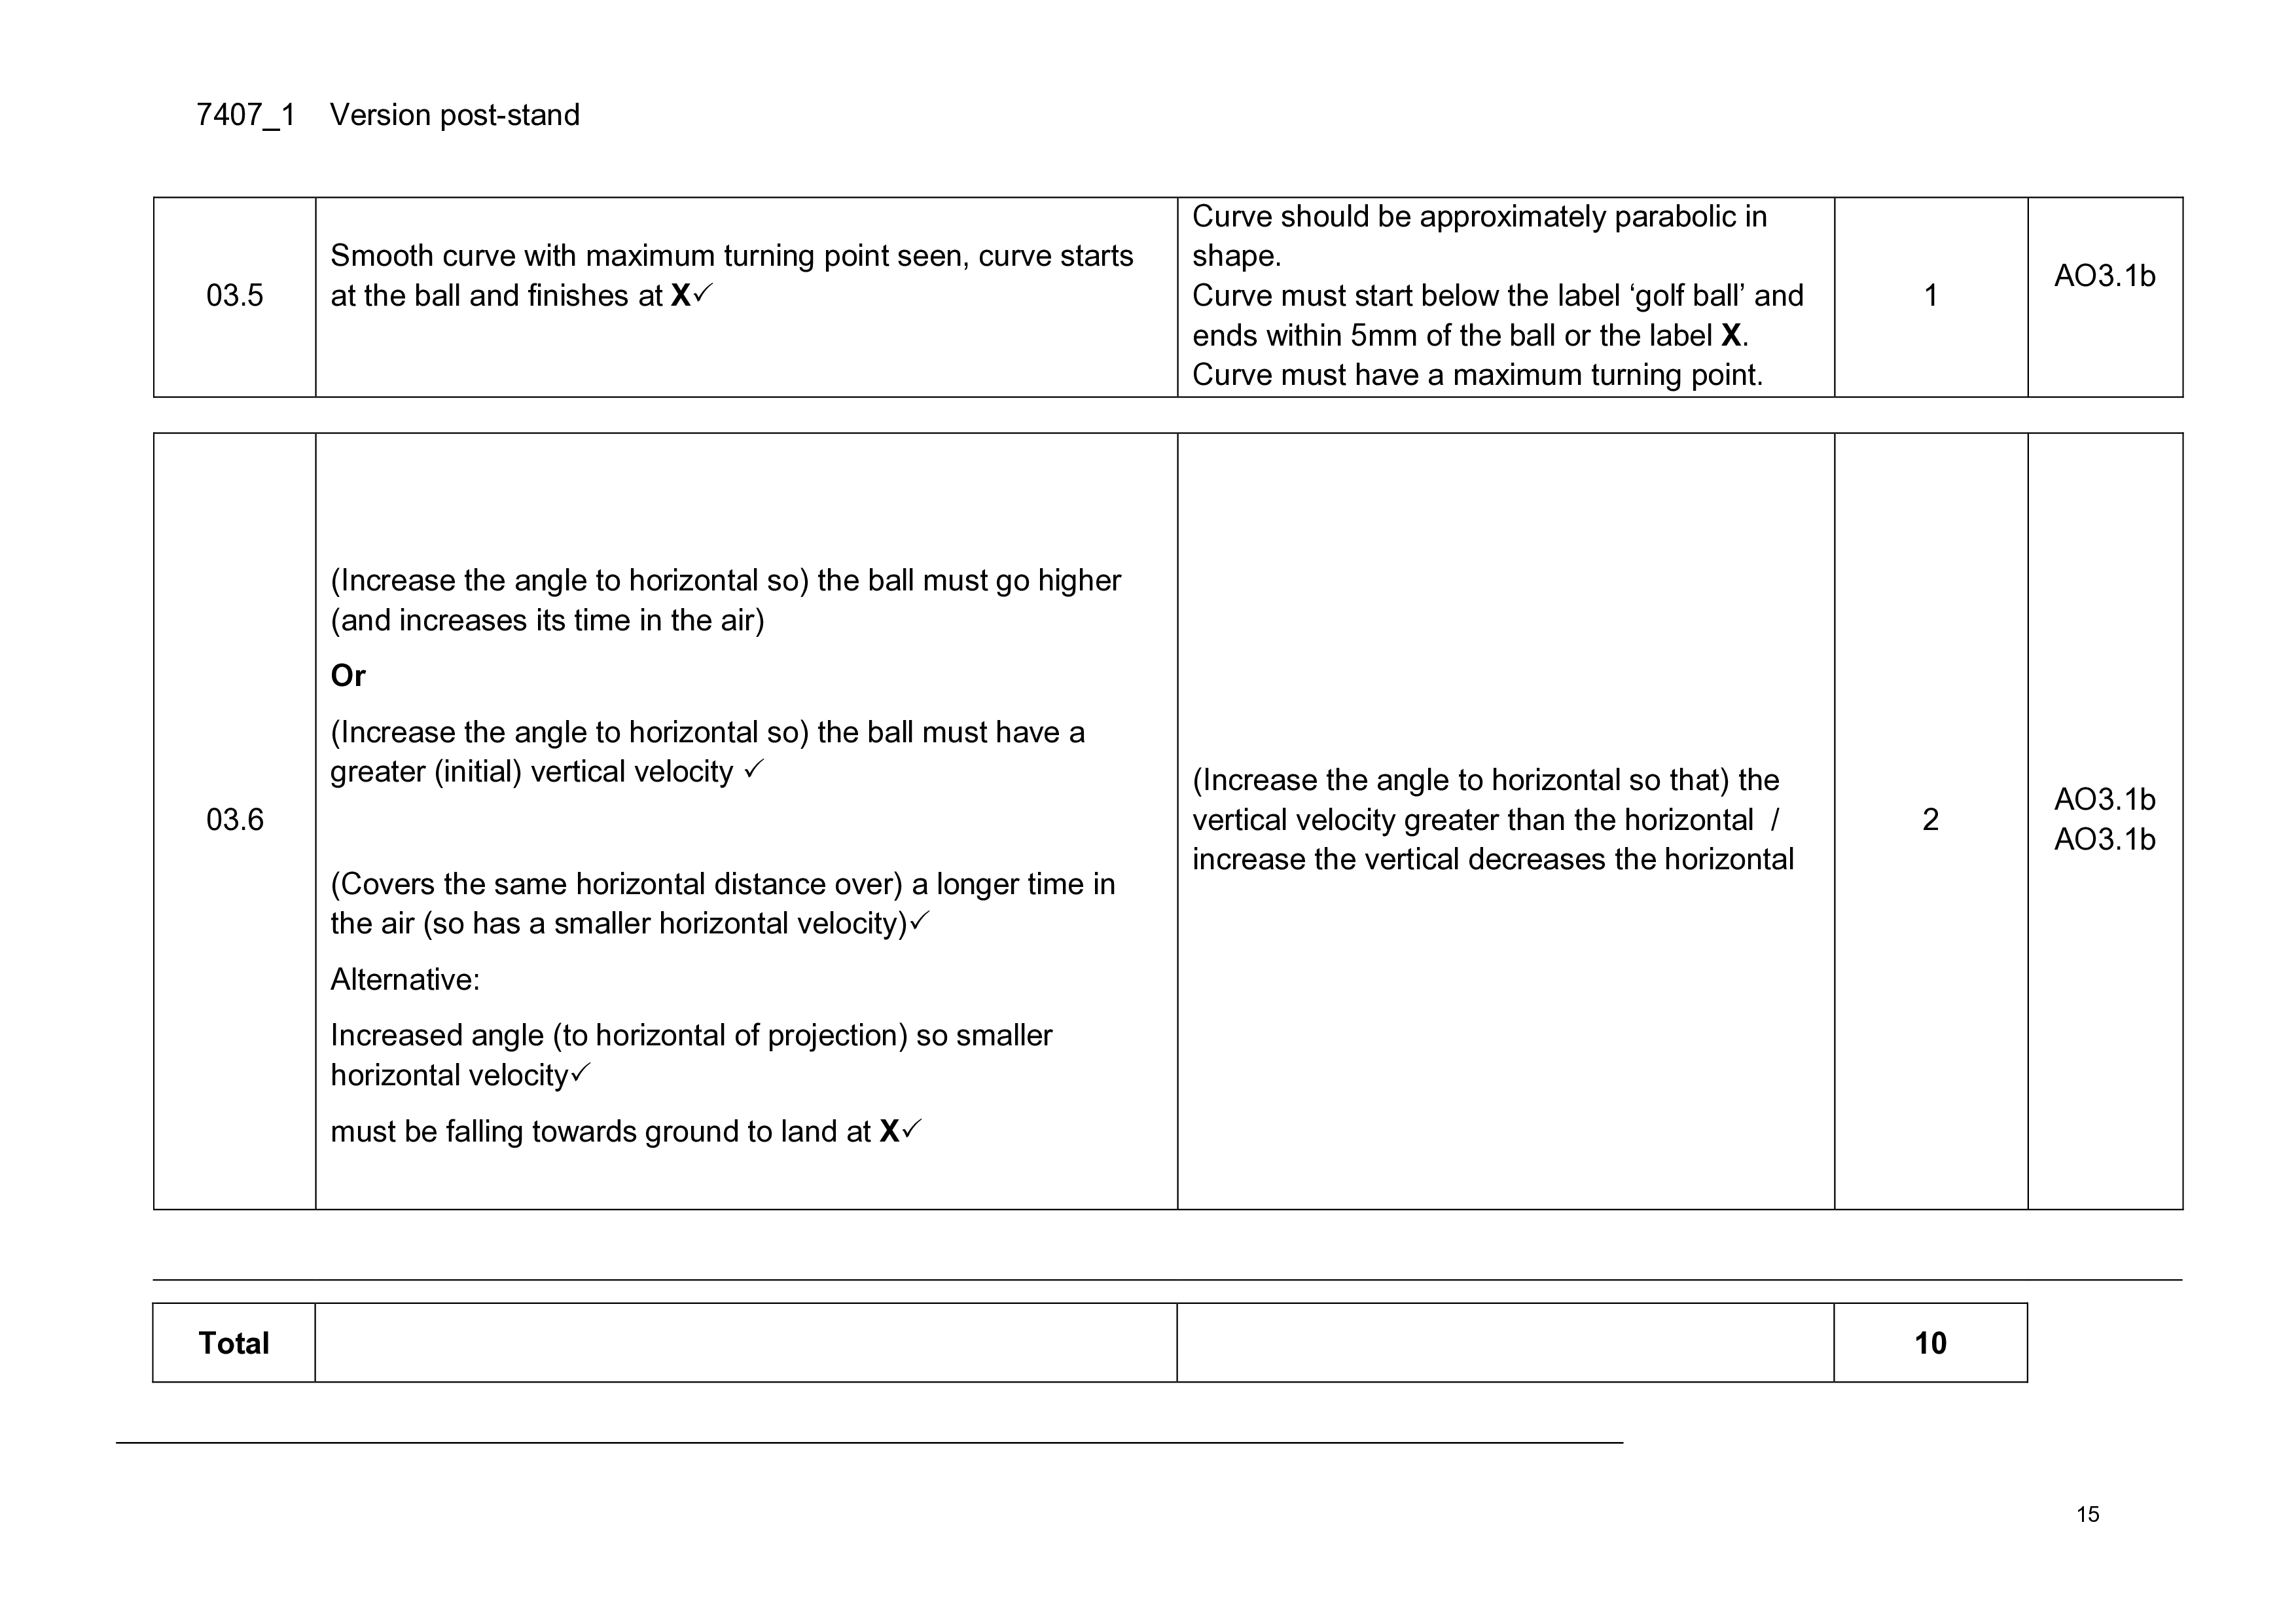 7407_1 Version post-stand
03.5
Smooth curve with maximum turning point seen, curve starts
at the ball and finishes at X✓
Curve should be approximately parabolic in
shape.
Curve must start below the label ‘golf ball’ and
ends within 5mm of the ball or the label X.
Curve must have a maximum turning point.
1
AO3.1b
03.6
(Increase the angle to horizontal so) the ball must go higher
(and increases its time in the air)
Or
(Increase the angle to horizontal so) the ball must have a
greater (initial) vertical velocity ✓
(Covers the same horizontal distance over) a longer time in
the air (so has a smaller horizontal velocity)✓
Alternative:
Increased angle (to horizontal of projection) so smaller
horizontal velocity✓
must be falling towards ground to land at X✓
(Increase the angle to horizontal so that) the
vertical velocity greater than the horizontal /
increase the vertical decreases the horizontal
2
AO3.1b
AO3.1b
Total
10
15